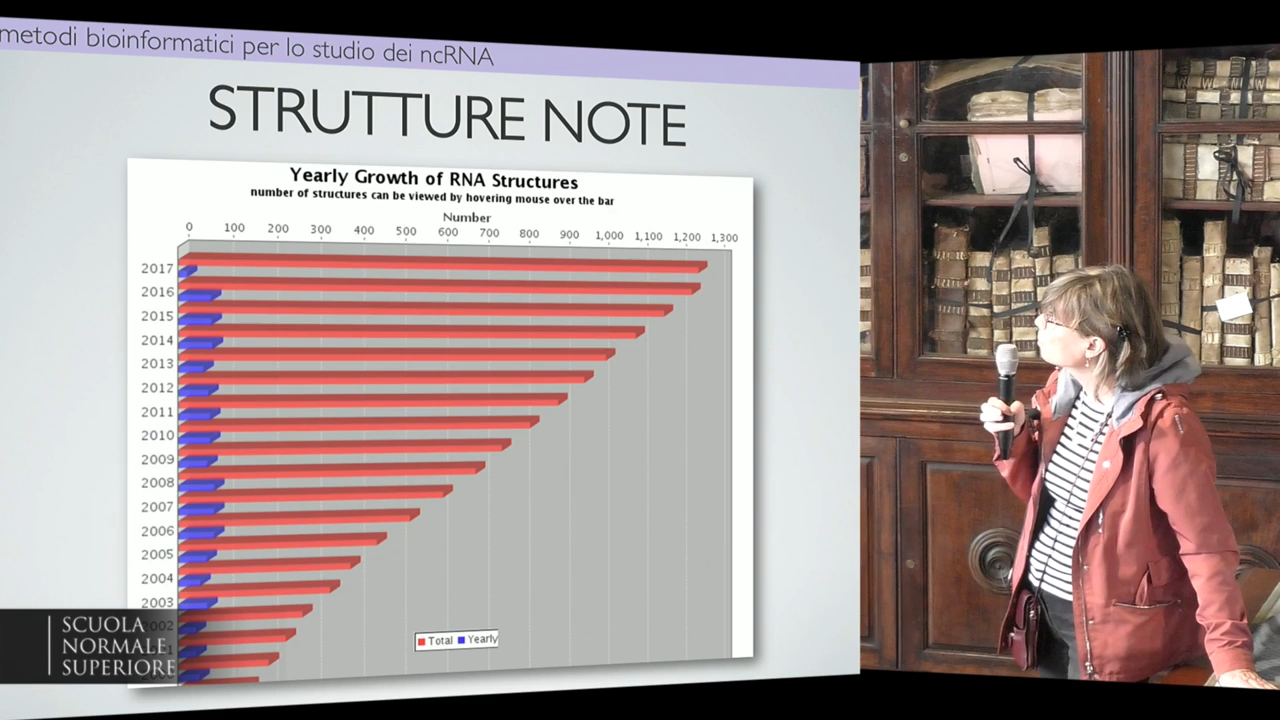 metodi bioinformatici per lo studio dei ncRNA
STRUTTURE NOTE
Yearly Growth of RNA Structures
number of structures can be viewed by hovering mouse over the bar
Number
0 100 200 300 400 500 600 700 800 900 1,000 1,100 1,200 1,300
2017
2016
2015
2014
2013
2012
2011
2010
2009
2008
2007
2006
2005
2004
2003
2002
Total Yearly
SCUOLA
NORMALE
SUPERIORE